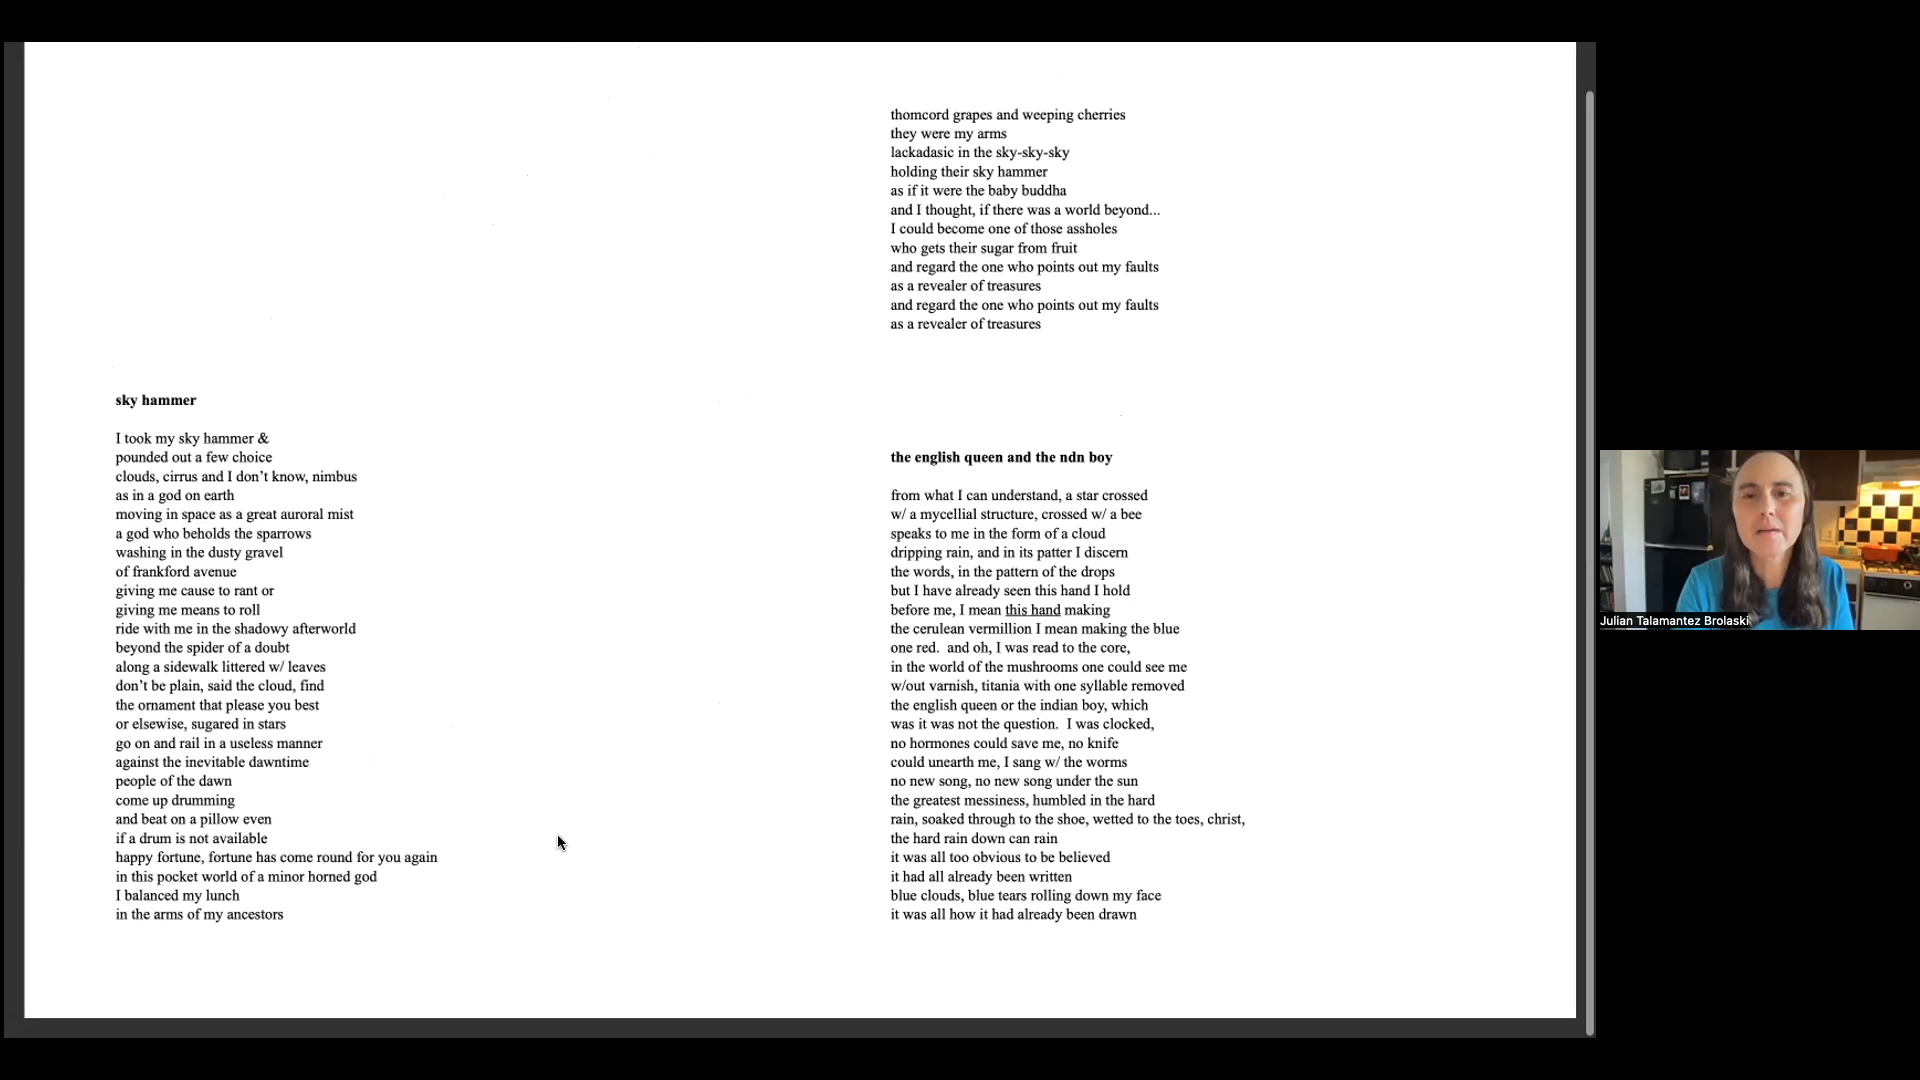 sky hammer
I took my sky hammer &
pounded out a few choice
clouds, cirrus and I don’t know, nimbus
as in a god on earth
moving in space as a great auroral mist
a god who beholds the sparrows
washing in the dusty gravel
of frankford avenue
giving me cause to rant or
giving me means to roll
ride with me in the shadowy afterworld
beyond the spider of a doubt
along a sidewalk littered w/ leaves
don’t be plain, said the cloud, find
the ornament that please you best
or elsewise, sugared in stars
go on and rail in a useless manner
against the inevitable dawntime
people of the dawn
come up drumming
and beat on a pillow even
if a drum is not available
happy fortune, fortune has come round for you again
in this pocket world of a minor horned god
I balanced my lunch
in the arms of my ancestors
thomcord grapes and weeping cherries
they were my arms
lackadasic in the sky-sky-sky
holding their sky hammer
as if it were the baby buddha
and I thought, if there was a world beyond...
I could become one of those assholes
who gets their sugar from fruit
and regard the one who points out my faults
as a revealer of treasures
and regard the one who points out my faults
as a revealer of treasures
the english queen and the ndn boy
from what I can understand, a star crossed
w/ a mycellial structure, crossed w/ a bee
speaks to me in the form of a cloud
dripping rain, and in its patter I discern
the words, in the pattern of the drops
but I have already seen this hand I hold
before me, I mean this hand making
the cerulean vermillion I mean making the blue
one red.  and oh, I was read to the core,
in the world of the mushrooms one could see me
w/out varnish, titania with one syllable removed
the english queen or the indian boy, which
was it was not the question.  I was clocked,
no hormones could save me, no knife
could unearth me, I sang w/ the worms
no new song, no new song under the sun
the greatest messiness, humbled in the hard
rain, soaked through to the shoe, wetted to the toes, christ,
the hard rain down can rain
it was all too obvious to be believed
it had all already been written
blue clouds, blue tears rolling down my face
it was all how it had already been drawn
Julian Talamantez Brolaski